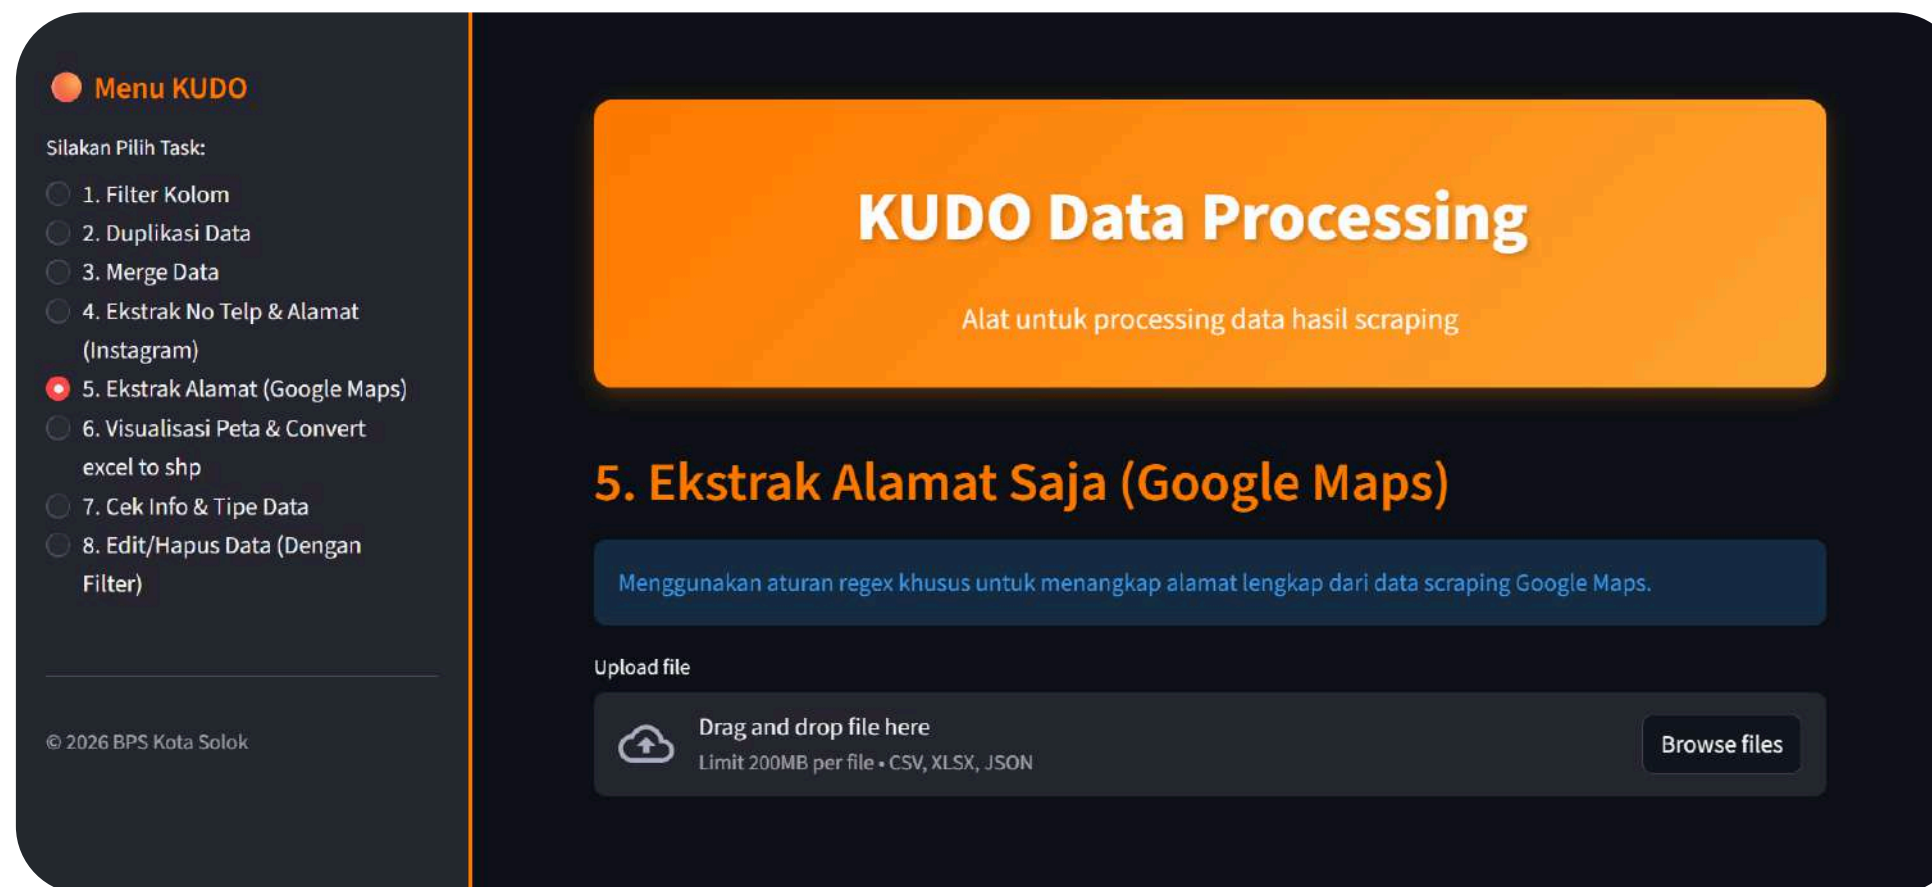 Menu KUDO
Silakan Pilih Task:
1. Filter Kolom
2. Duplikasi Data
3. Merge Data
4. Ekstrak No Telp & Alamat
(Instagram)
5. Ekstrak Alamat (Google Maps)
6. Visualisasi Peta & Convert
excel to shp
7. Cek Info & Tipe Data
8. Edit/Hapus Data (Dengan
Filter)
© 2026 BPS Kota Solok
KUDO Data Processing
Alat untuk processing data hasil scraping
5. Ekstrak Alamat Saja (Google Maps)
Menggunakan aturan regex khusus untuk menangkap alamat lengkap dari data scraping Google Maps.
Upload file
Drag and drop file here
Limit 200MB per file • CSV, XLSX, JSON
Browse files